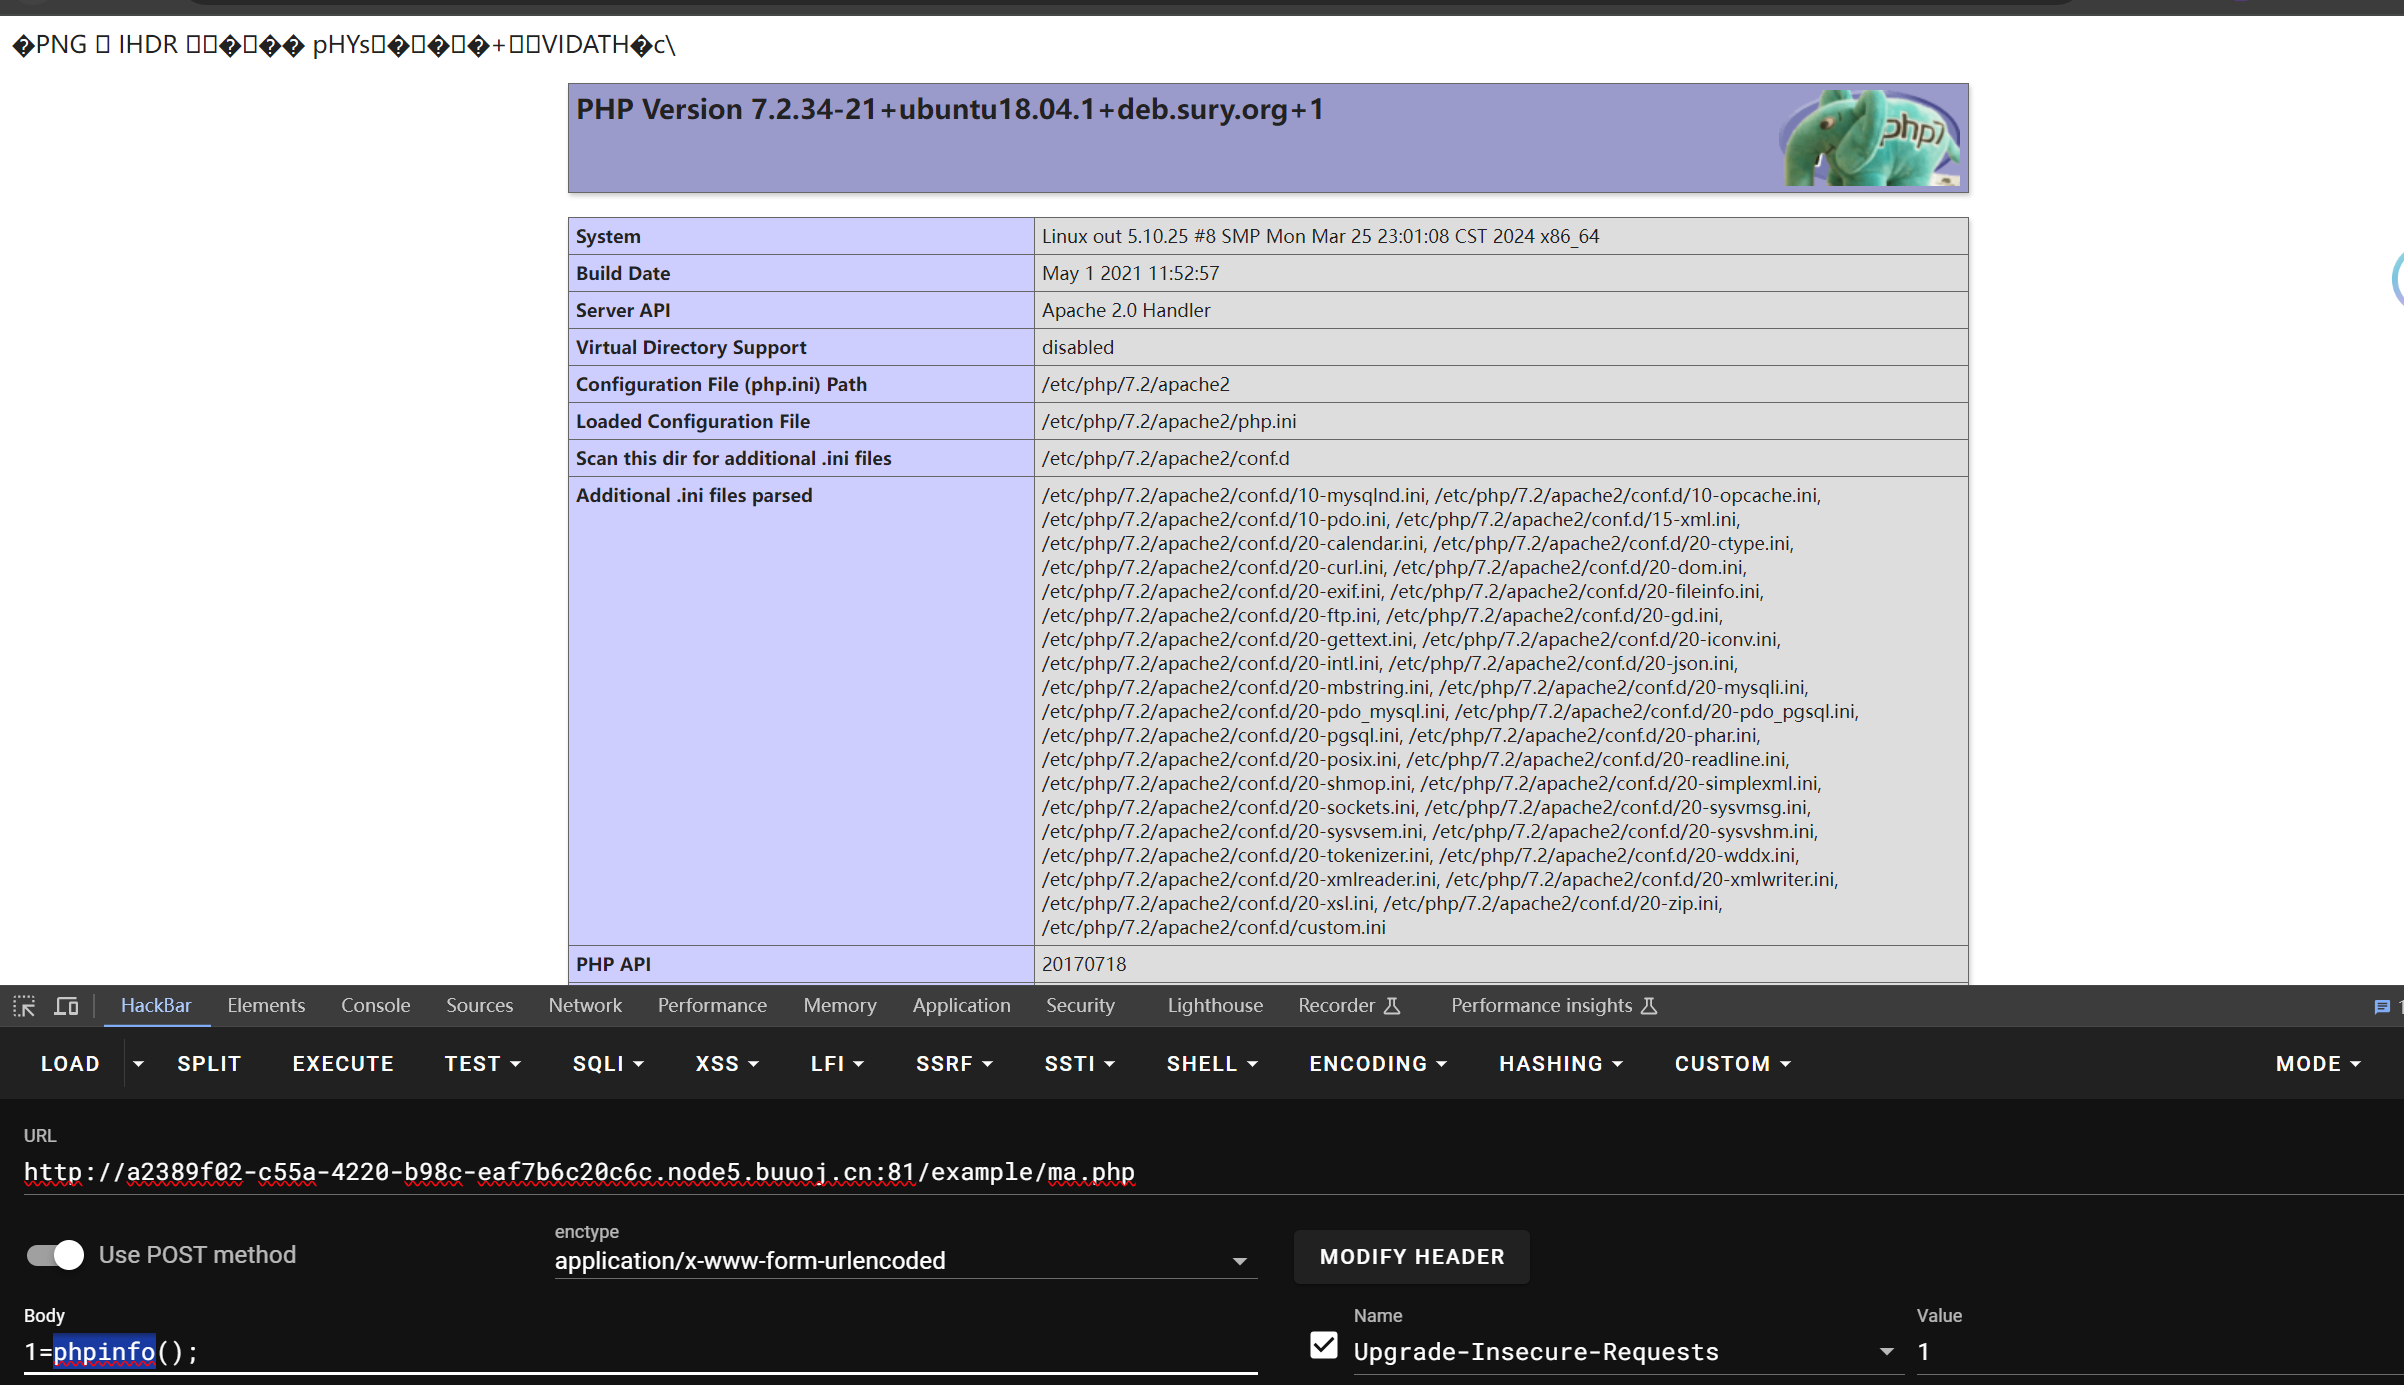 �PNG  IHDR ������ pHYs�����+VIDATH�c\
PHP Version 7.2.34-21+ubuntu18.04.1+deb.sury.org+1
php7
System Linux out 5.10.25 #8 SMP Mon Mar 25 23:01:08 CST 2024 x86_64
Build Date May 1 2021 11:52:57
Server API Apache 2.0 Handler
Virtual Directory Support disabled
Configuration File (php.ini) Path /etc/php/7.2/apache2
Loaded Configuration File /etc/php/7.2/apache2/php.ini
Scan this dir for additional .ini files /etc/php/7.2/apache2/conf.d
Additional .ini files parsed /etc/php/7.2/apache2/conf.d/10-mysqlnd.ini, /etc/php/7.2/apache2/conf.d/10-opcache.ini,
/etc/php/7.2/apache2/conf.d/10-pdo.ini, /etc/php/7.2/apache2/conf.d/15-xml.ini,
/etc/php/7.2/apache2/conf.d/20-calendar.ini, /etc/php/7.2/apache2/conf.d/20-ctype.ini,
/etc/php/7.2/apache2/conf.d/20-curl.ini, /etc/php/7.2/apache2/conf.d/20-dom.ini,
/etc/php/7.2/apache2/conf.d/20-exif.ini, /etc/php/7.2/apache2/conf.d/20-fileinfo.ini,
/etc/php/7.2/apache2/conf.d/20-ftp.ini, /etc/php/7.2/apache2/conf.d/20-gd.ini,
/etc/php/7.2/apache2/conf.d/20-gettext.ini, /etc/php/7.2/apache2/conf.d/20-iconv.ini,
/etc/php/7.2/apache2/conf.d/20-intl.ini, /etc/php/7.2/apache2/conf.d/20-json.ini,
/etc/php/7.2/apache2/conf.d/20-mbstring.ini, /etc/php/7.2/apache2/conf.d/20-mysqli.ini,
/etc/php/7.2/apache2/conf.d/20-pdo_mysql.ini, /etc/php/7.2/apache2/conf.d/20-pdo_pgsql.ini,
/etc/php/7.2/apache2/conf.d/20-pgsql.ini, /etc/php/7.2/apache2/conf.d/20-phar.ini,
/etc/php/7.2/apache2/conf.d/20-posix.ini, /etc/php/7.2/apache2/conf.d/20-readline.ini,
/etc/php/7.2/apache2/conf.d/20-shmop.ini, /etc/php/7.2/apache2/conf.d/20-simplexml.ini,
/etc/php/7.2/apache2/conf.d/20-sockets.ini, /etc/php/7.2/apache2/conf.d/20-sysvmsg.ini,
/etc/php/7.2/apache2/conf.d/20-sysvsem.ini, /etc/php/7.2/apache2/conf.d/20-sysvshm.ini,
/etc/php/7.2/apache2/conf.d/20-tokenizer.ini, /etc/php/7.2/apache2/conf.d/20-wddx.ini,
/etc/php/7.2/apache2/conf.d/20-xmlreader.ini, /etc/php/7.2/apache2/conf.d/20-xmlwriter.ini,
/etc/php/7.2/apache2/conf.d/20-xsl.ini, /etc/php/7.2/apache2/conf.d/20-zip.ini,
/etc/php/7.2/apache2/conf.d/custom.ini
PHP API 20170718
HackBar Elements Console Sources Network Performance Memory Application Security Lighthouse Recorder Performance insights 1
LOAD SPLIT EXECUTE TEST SQLI XSS LFI SSRF SSTI SHELL ENCODING HASHING CUSTOM MODE
URL
http://a2389f02-c55a-4220-b98c-eaf7b6c20c6c.node5.buuoj.cn:81/example/ma.php
Use POST method
enctype
application/x-www-form-urlencoded
MODIFY HEADER
Body
1=phpinfo();
Name Value
Upgrade-Insecure-Requests 1